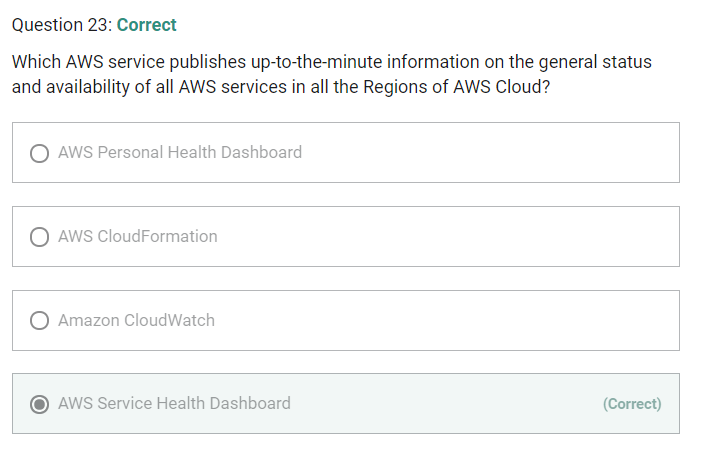 Question 23: Correct
Which AWS service publishes up-to-the-minute information on the general status
and availability of all AWS services in all the Regions of AWS Cloud?
AWS Personal Health Dashboard
AWS CloudFormation
Amazon CloudWatch
AWS Service Health Dashboard (Correct)